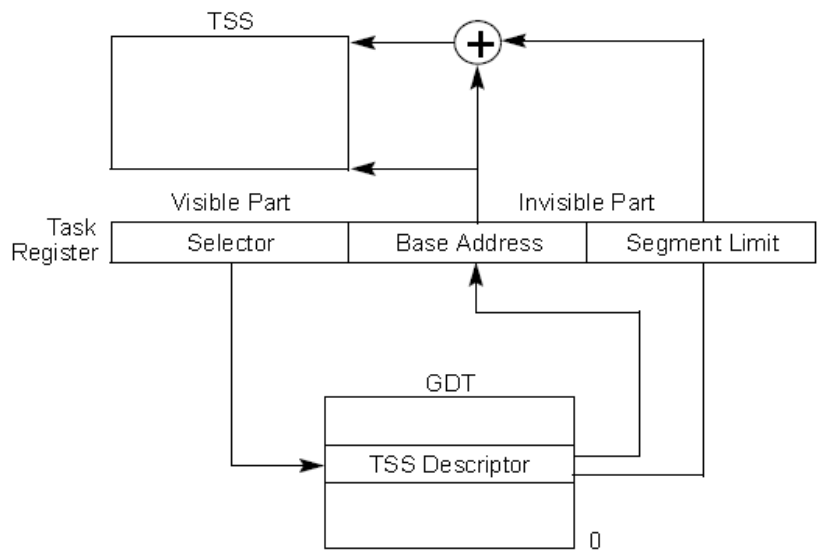 TSS
+
Visible Part
Invisible Part
Task
Register
Selector
Base Address
Segment Limit
GDT
TSS Descriptor
0